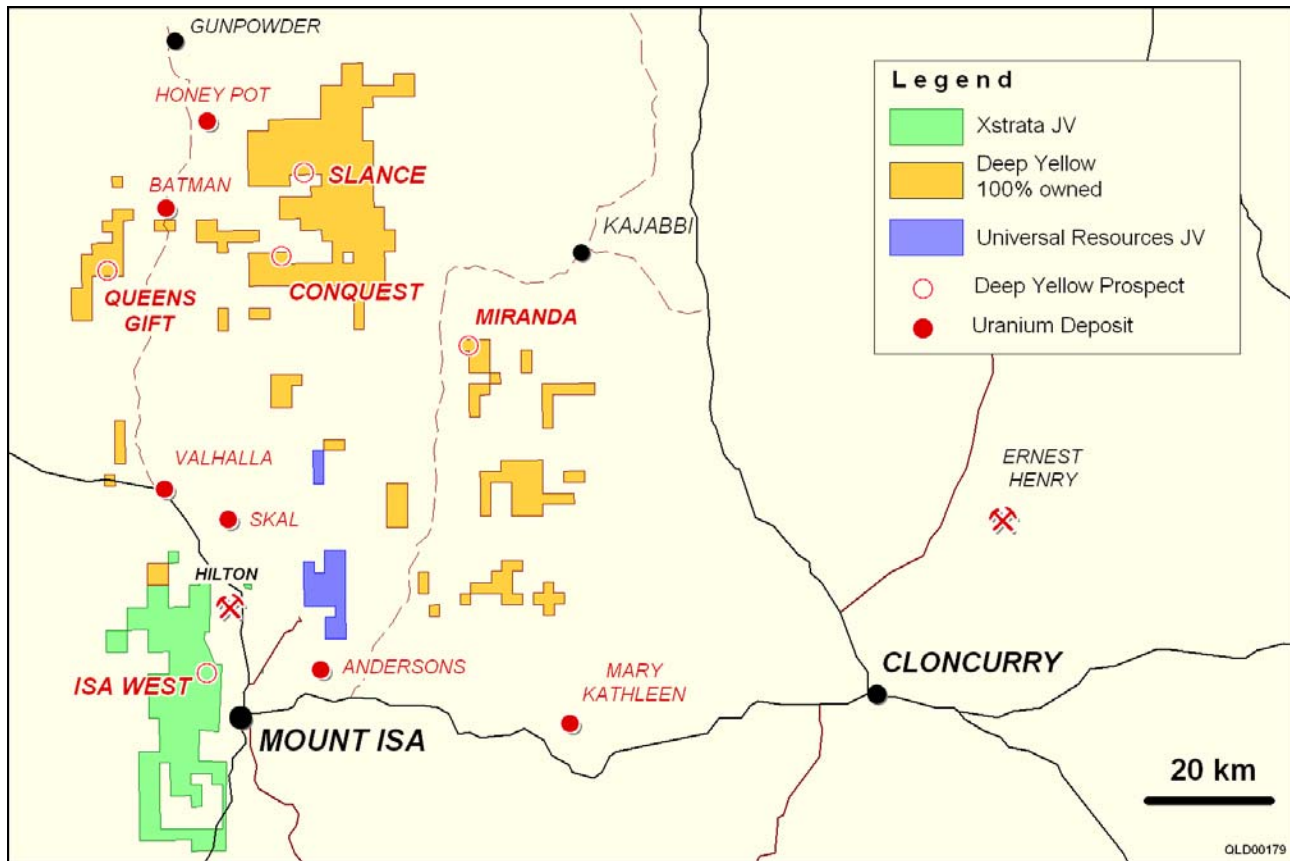 GUNPOWDER
HONEY POT
SLANCE
BATMAN
KAJABBI
CONQUEST
QUEENS
GIFT
MIRANDA
VALHALLA
SKAL
HILTON
ISA WEST
ANDERSONS
MOUNT ISA
MARY
KATHLEEN
CLONCURRY
ERNEST
HENRY
Legend
Xstrata JV
Deep Yellow
100% owned
Universal Resources JV
Deep Yellow Prospect
Uranium Deposit
20 km
QLD00179